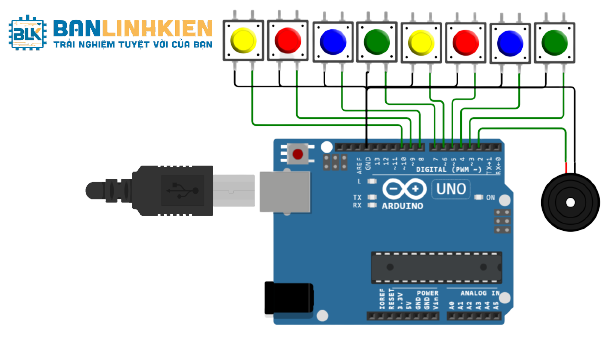 BLK
BANLINHKIEN
TRẢI NGHIỆM TUYỆT VỜI CỦA BẠN
AREF
GND
13
12
~11
~10
~9
8
7
~6
~5
4
~3
2
TX→1
RX←0
DIGITAL (PWM ~)
L
TX
RX
ARDUINO
UNO
ON
IOREF
RESET
3.3V
5V
GND
GND
Vin
POWER
ANALOG IN
A0
A1
A2
A3
A4
A5